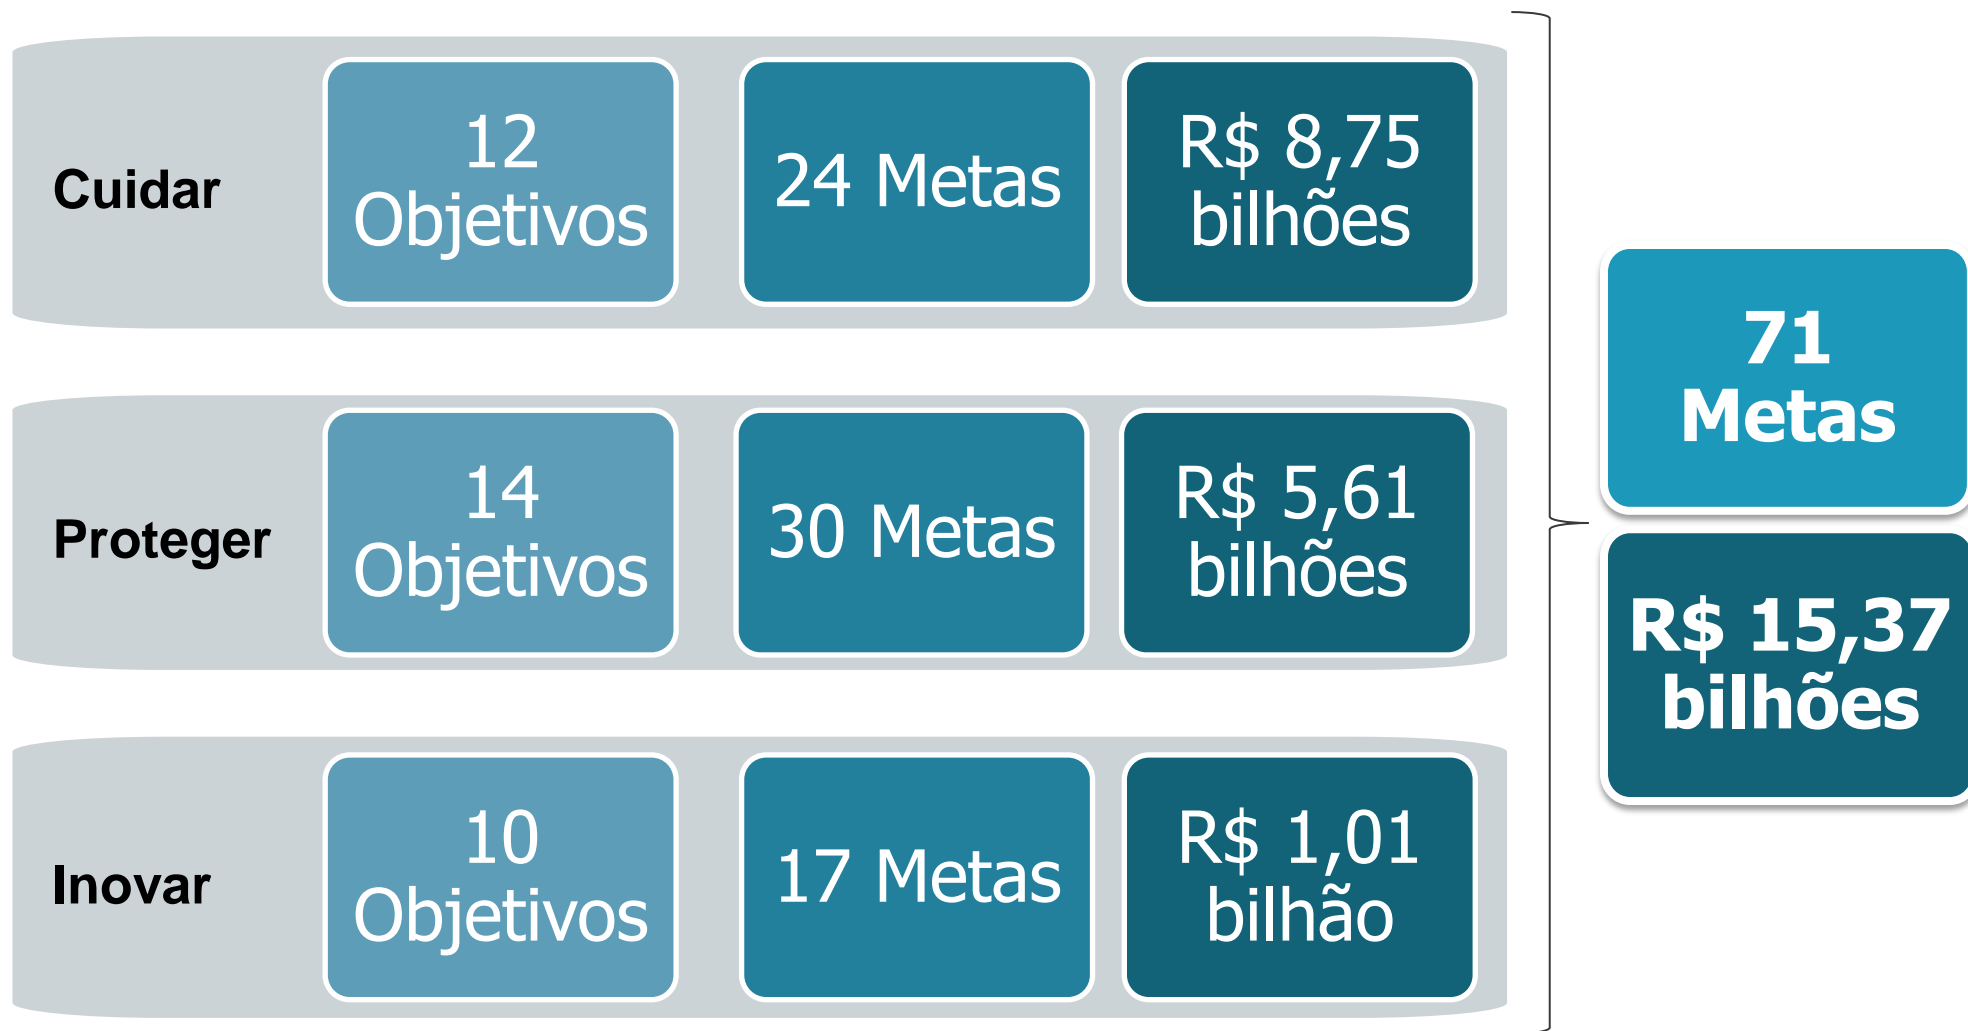 Cuidar
12
Objetivos
24 Metas
R$ 8,75
bilhões
Proteger
14
Objetivos
30 Metas
R$ 5,61
bilhões
Inovar
10
Objetivos
17 Metas
R$ 1,01
bilhão
71
Metas
R$ 15,37
bilhões